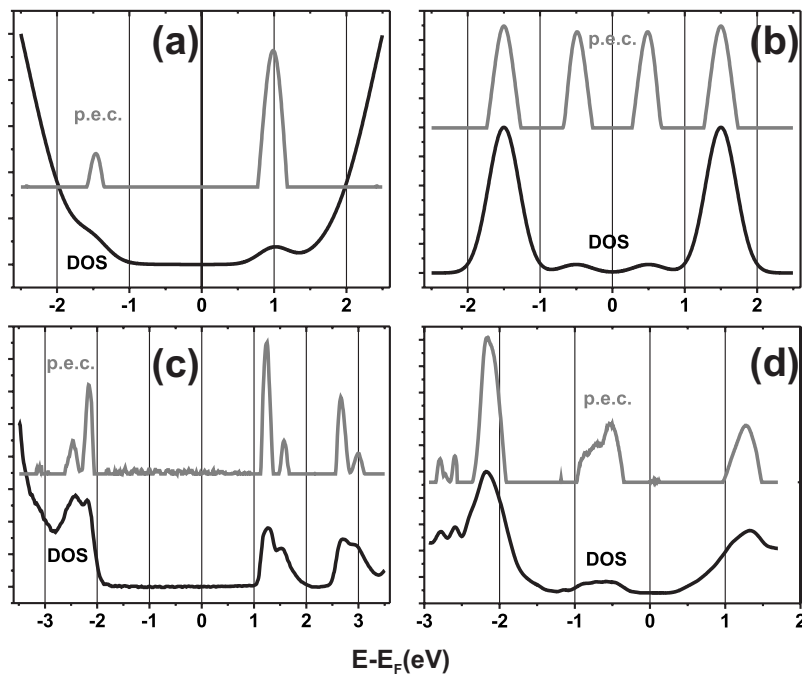 (a)
p.e.c.
DOS
-2 -1 0 1 2
(b)
p.e.c.
DOS
-2 -1 0 1 2
(c)
p.e.c.
DOS
-3 -2 -1 0 1 2 3
(d)
p.e.c.
DOS
-3 -2 -1 0 1 2
E-E_F(eV)